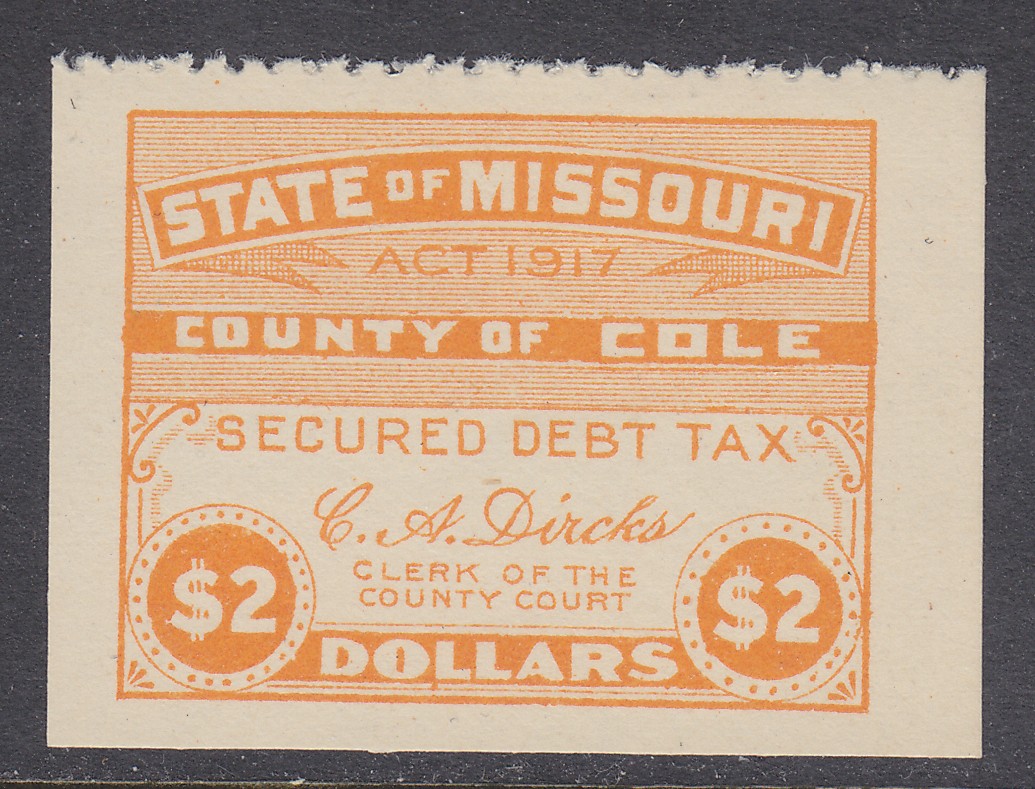 STATE OF MISSOURI
ACT 1917
COUNTY OF COLE
SECURED DEBT TAX
C. A. Dircks
CLERK OF THE
COUNTY COURT
$2 $2
DOLLARS